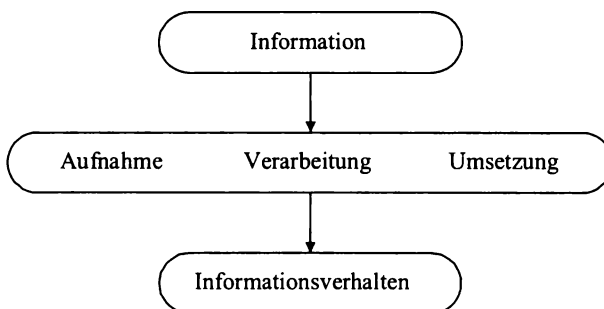 Information
Aufnahme Verarbeitung Umsetzung
Informationsverhalten